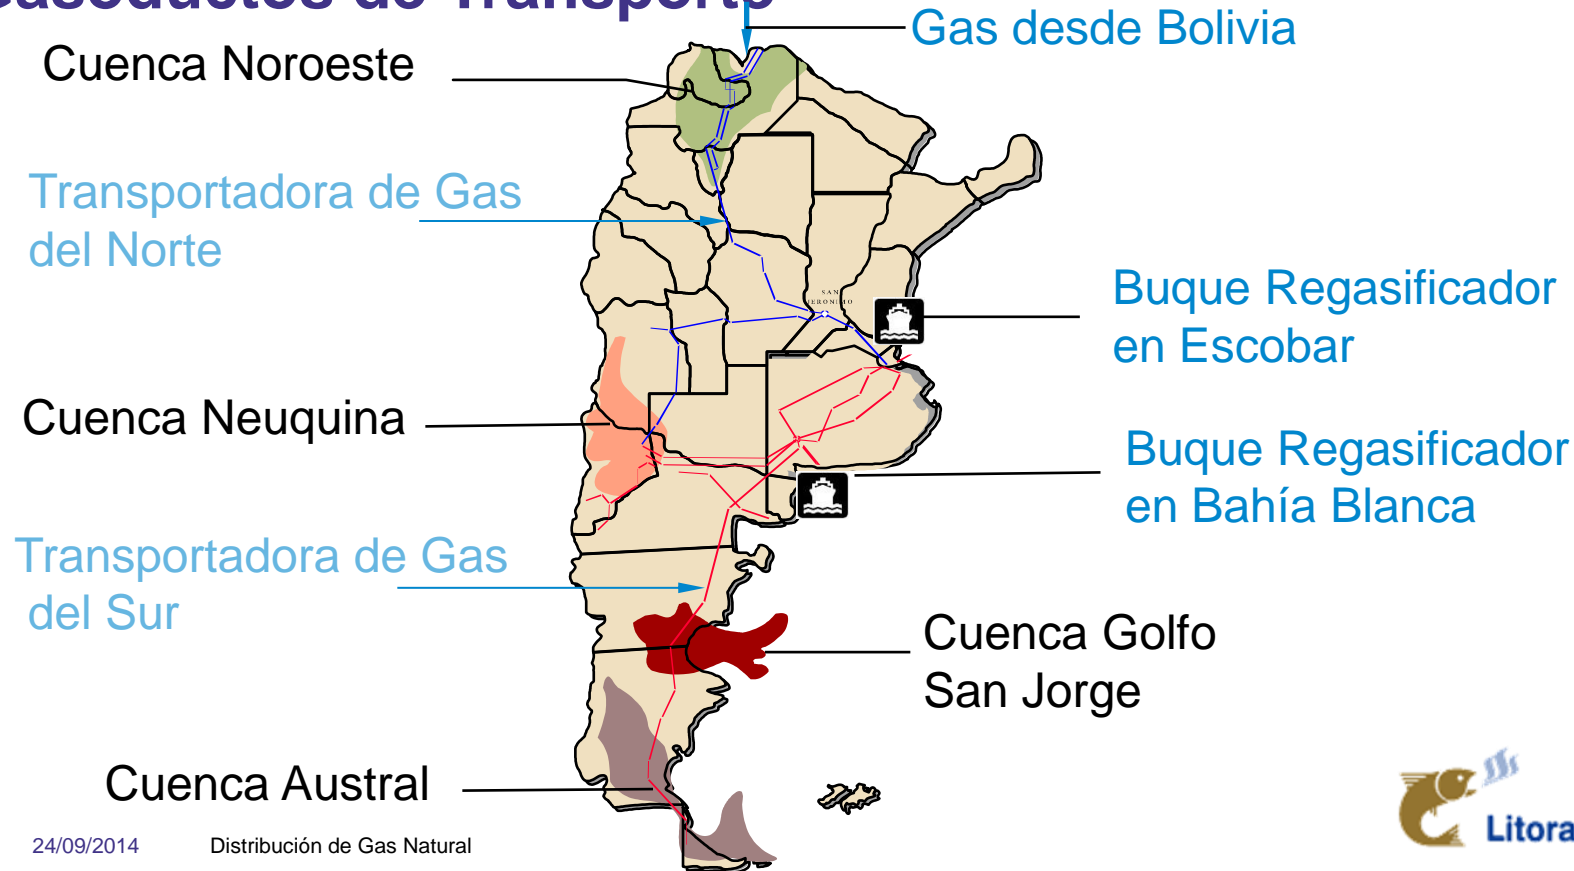 Gasoductos de Transporte
Gas desde Bolivia
Cuenca Noroeste
Transportadora de Gas
del Norte
SAN
JERONIMO
Buque Regasificador
en Escobar
Cuenca Neuquina
Buque Regasificador
en Bahía Blanca
Transportadora de Gas
del Sur
Cuenca Golfo
San Jorge
Cuenca Austral
24/09/2014 Distribución de Gas Natural
Litora